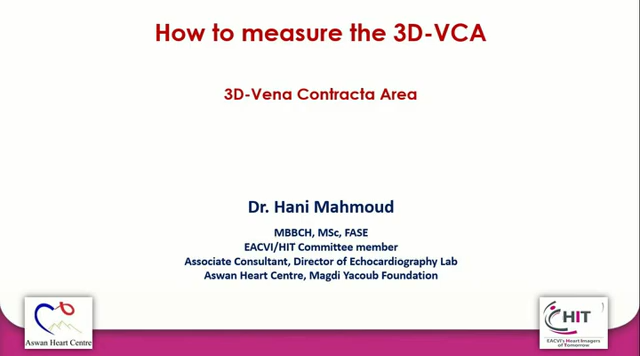 How to measure the 3D-VCA
3D-Vena Contracta Area
Dr. Hani Mahmoud
MBBCH, MSc, FASE
EACVI/HIT Committee member
Associate Consultant, Director of Echocardiography Lab
Aswan Heart Centre, Magdi Yacoub Foundation
Aswan Heart Centre
HIT
EACVI's Heart Imagers
of Tomorrow